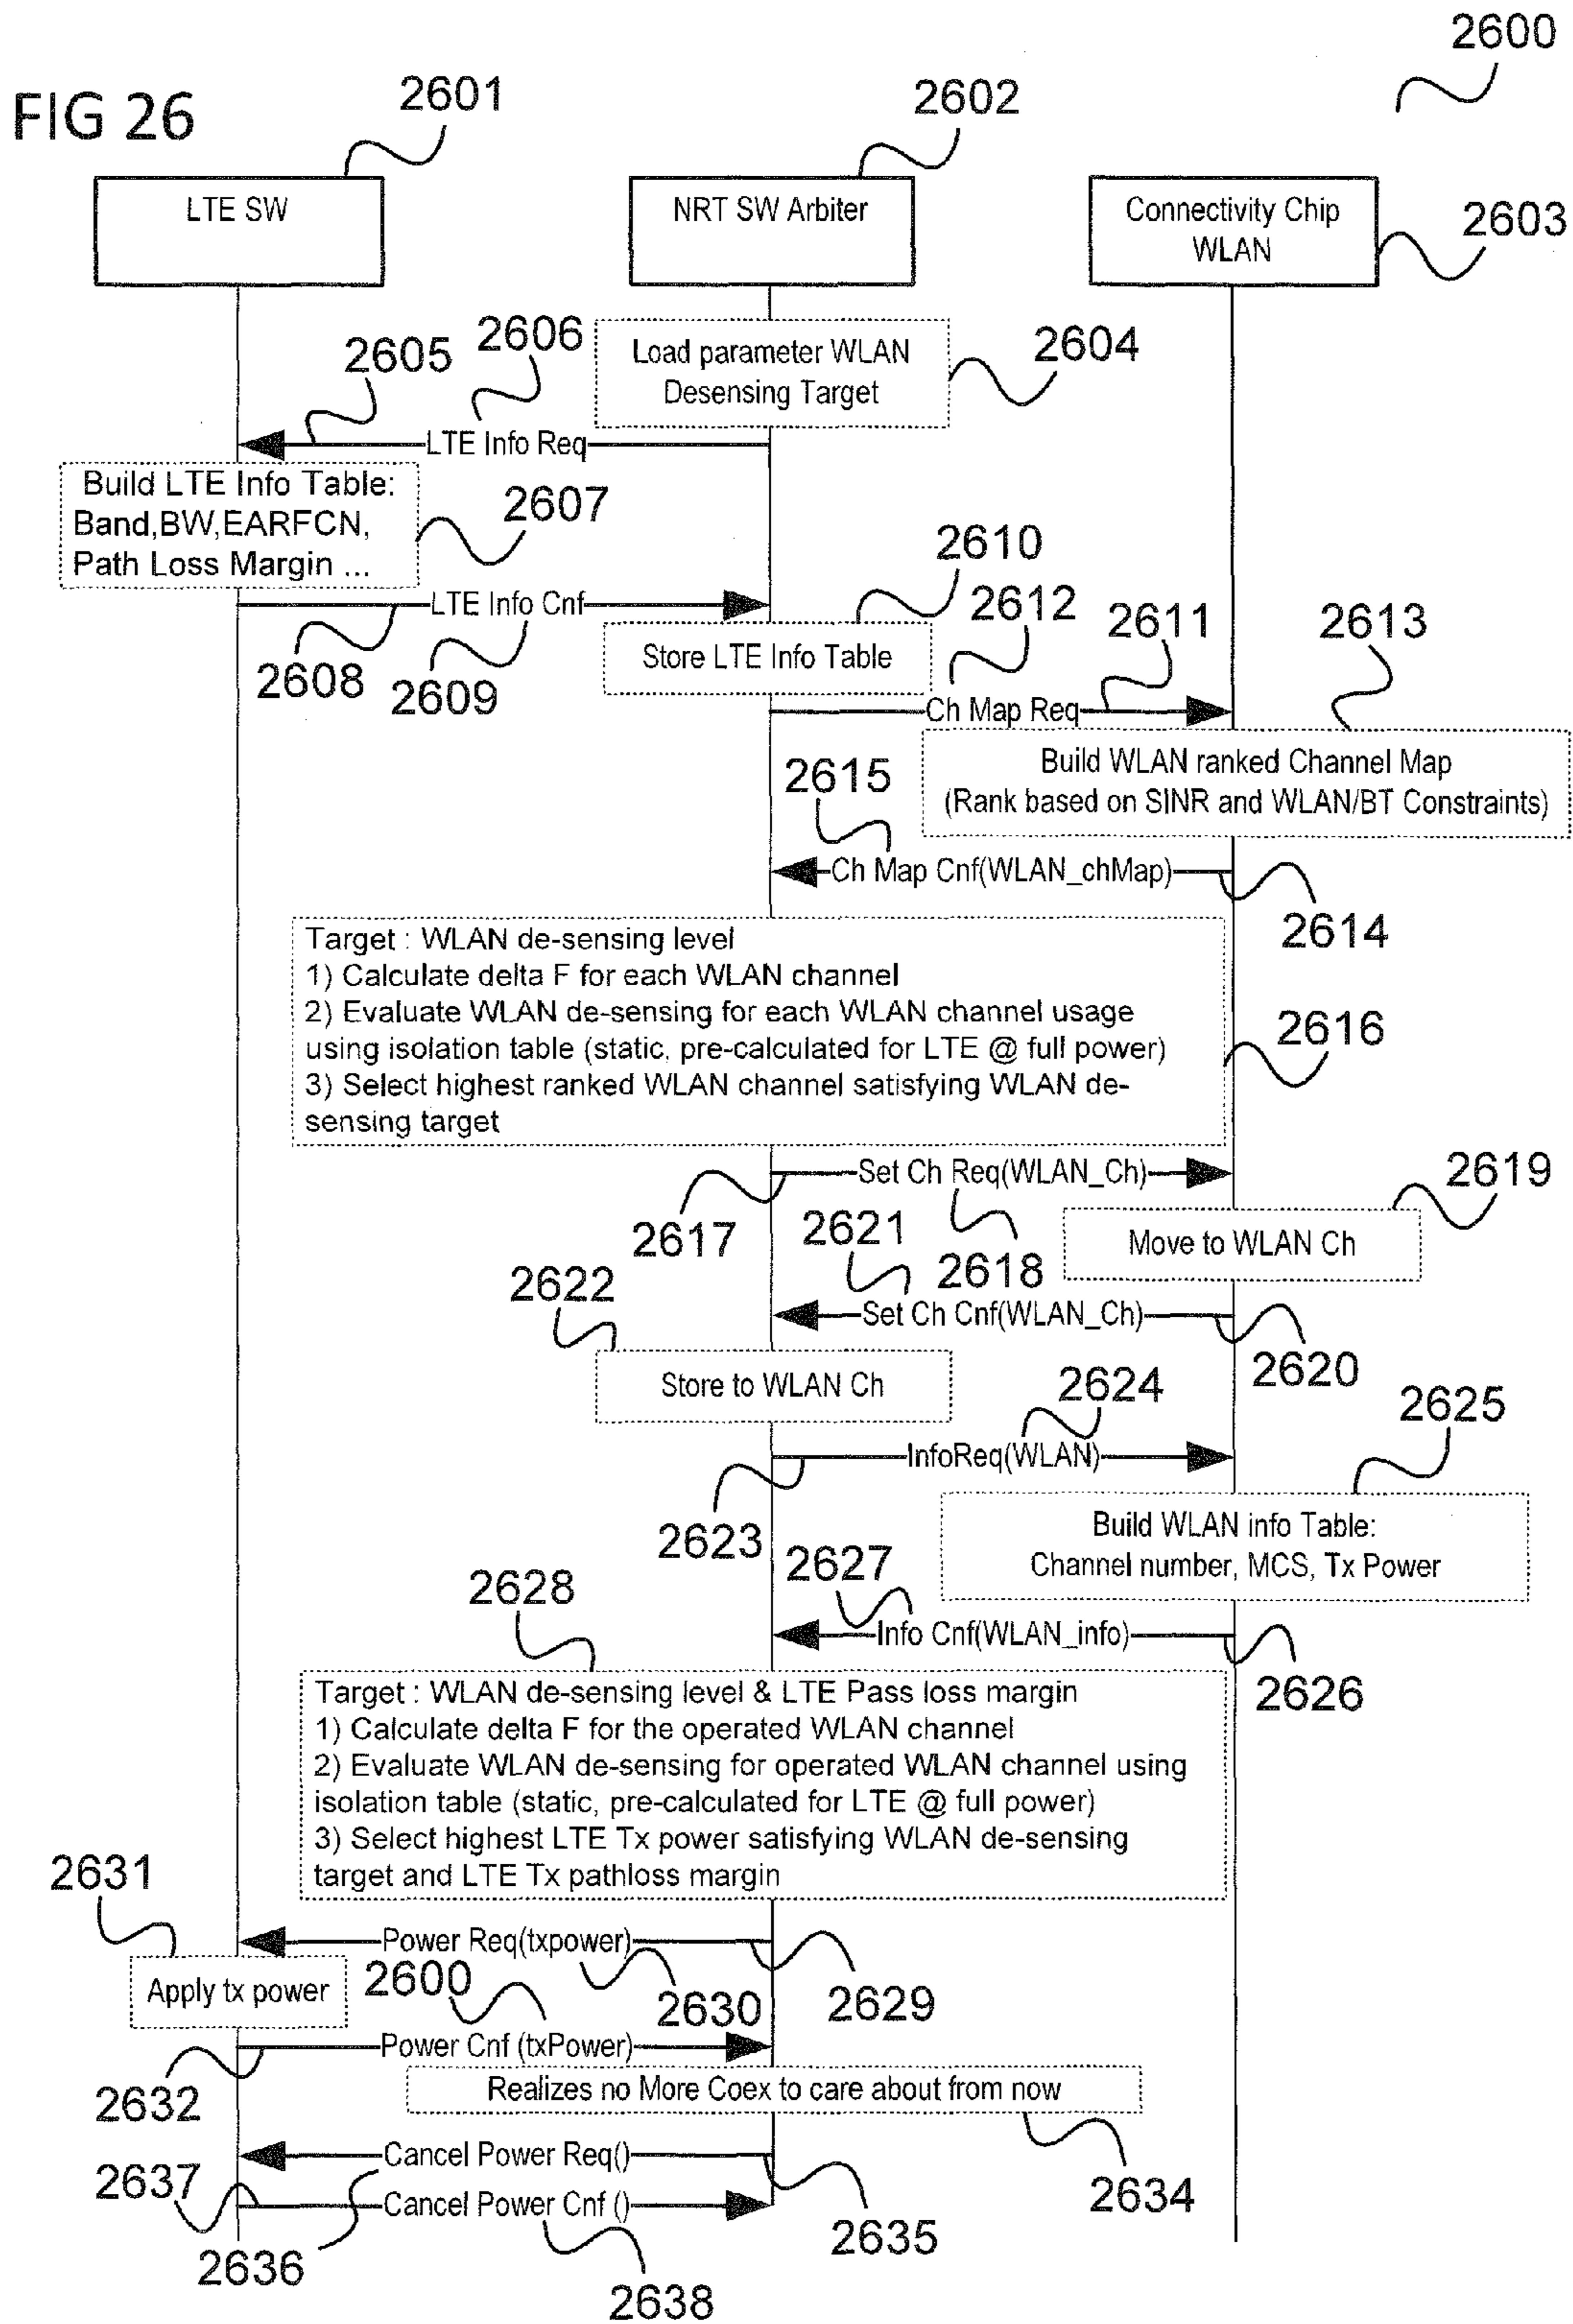 2600
FIG 26
2601
2602
LTE SW
NRT SW Arbiter
Connectivity Chip
WLAN
2603
2606
2605
Load parameter WLAN
Desensing Target
2604
LTE Info Req
Build LTE Info Table:
Band,BW,EARFCN,
Path Loss Margin ...
2607
2610
LTE Info Cnf
2612
2611
2613
2608
2609
Store LTE Info Table
Ch Map Req
Build WLAN ranked Channel Map
(Rank based on SINR and WLAN/BT Constraints)
2615
Ch Map Cnf(WLAN_chMap)
2614
Target : WLAN de-sensing level
1) Calculate delta F for each WLAN channel
2) Evaluate WLAN de-sensing for each WLAN channel usage
using isolation table (static, pre-calculated for LTE @ full power)
3) Select highest ranked WLAN channel satisfying WLAN de-
sensing target
2616
Set Ch Req(WLAN_Ch)
2619
2617
2621
2618
Move to WLAN Ch
2622
Set Ch Cnf(WLAN_Ch)
2620
Store to WLAN Ch
2624
2625
InfoReq(WLAN)
2623
Build WLAN info Table:
Channel number, MCS, Tx Power
2627
2628
Info Cnf(WLAN_info)
2626
Target : WLAN de-sensing level & LTE Pass loss margin
1) Calculate delta F for the operated WLAN channel
2) Evaluate WLAN de-sensing for operated WLAN channel using
isolation table (static, pre-calculated for LTE @ full power)
3) Select highest LTE Tx power satisfying WLAN de-sensing
target and LTE Tx pathloss margin
2631
Power Req(txpower)
Apply tx power
2600
2630
2629
Power Cnf (txPower)
2632
Realizes no More Coex to care about from now
Cancel Power Req()
2637
2634
Cancel Power Cnf ()
2636
2635
2638